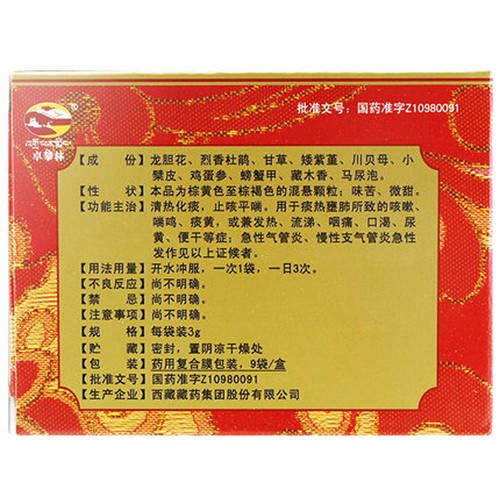 批准文号：国药准字Z10980091
卓攀林
【成　份】龙胆花、烈香杜鹃、甘草、矮紫堇、川贝母、小
檗皮、鸡蛋参、螃蟹甲、藏木香、马尿泡。
【性　状】本品为棕黄色至棕褐色的混悬颗粒；味苦、微甜。
【功能主治】清热化痰，止咳平喘。用于痰热壅肺所致的咳嗽、
喘鸣、痰黄，或兼发热、流涕、咽痛、口渴、尿
黄、便干等症；急性气管炎、慢性支气管炎急性
发作见以上证候者。
【用法用量】开水冲服，一次1袋，一日3次。
【不良反应】尚不明确。
【禁　忌】尚不明确。
【注意事项】尚不明确。
【规　格】每袋装3g
【贮　藏】密封，置阴凉干燥处
【包　装】药用复合膜包装，9袋/盒
【批准文号】国药准字Z10980091
【生产企业】西藏藏药集团股份有限公司